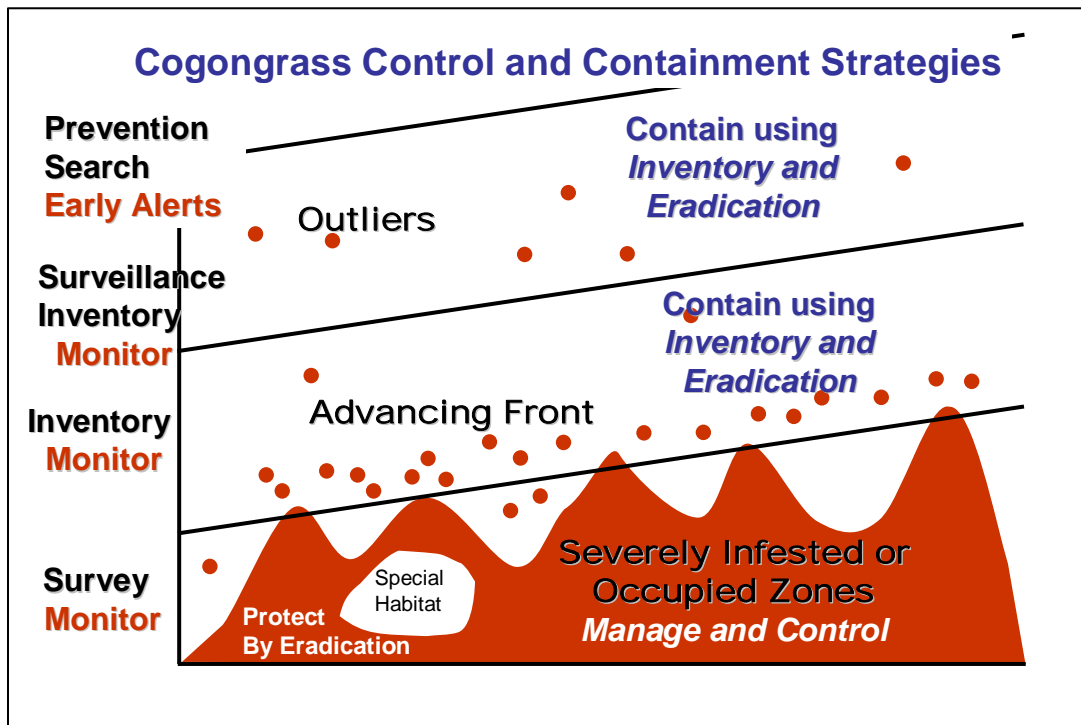 Cogongrass Control and Containment Strategies
Prevention
Search
Early Alerts
Contain using
Inventory and
Eradication
Outliers
Surveillance
Inventory
Monitor
Contain using
Inventory and
Eradication
Inventory
Monitor
Advancing Front
Survey
Monitor
Special
Habitat
Protect
By Eradication
Severely Infested or
Occupied Zones
Manage and Control